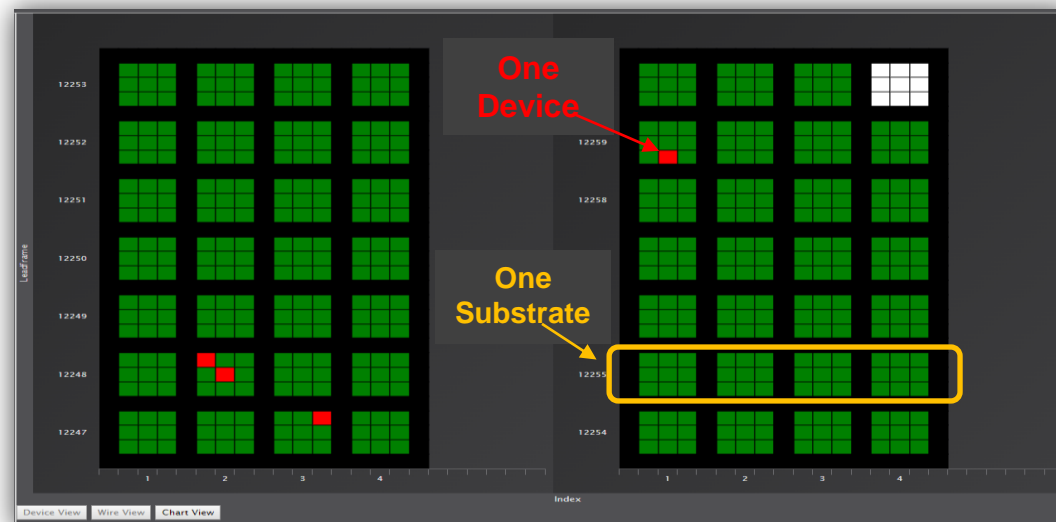 12253
12252
12251
12250
12249
12248
12247
Leadframe
1 2 3 4
One
Device
12259
12258
One
Substrate
12255
12254
1 2 3 4
Index
Device View Wire View Chart View